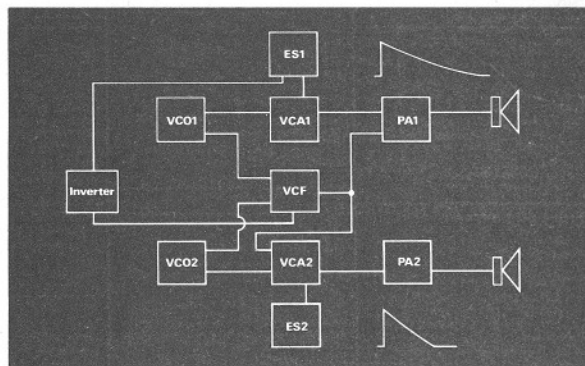 ES1
VCO1
VCA1
PA1
Inverter
VCF
VCO2
VCA2
PA2
ES2